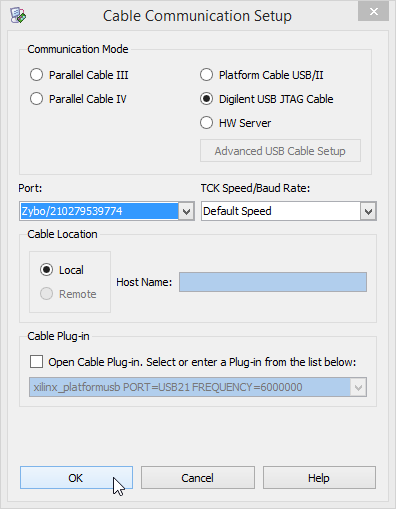 Cable Communication Setup
Communication Mode
Parallel Cable III
Platform Cable USB/II
Parallel Cable IV
Digilent USB JTAG Cable
HW Server
Advanced USB Cable Setup
Port:
TCK Speed/Baud Rate:
Zybo/210279539774
Default Speed
Cable Location
Local
Remote
Host Name:
Cable Plug-in
Open Cable Plug-in. Select or enter a Plug-in from the list below:
xilinx_platformusb PORT=USB21 FREQUENCY=6000000
OK
Cancel
Help